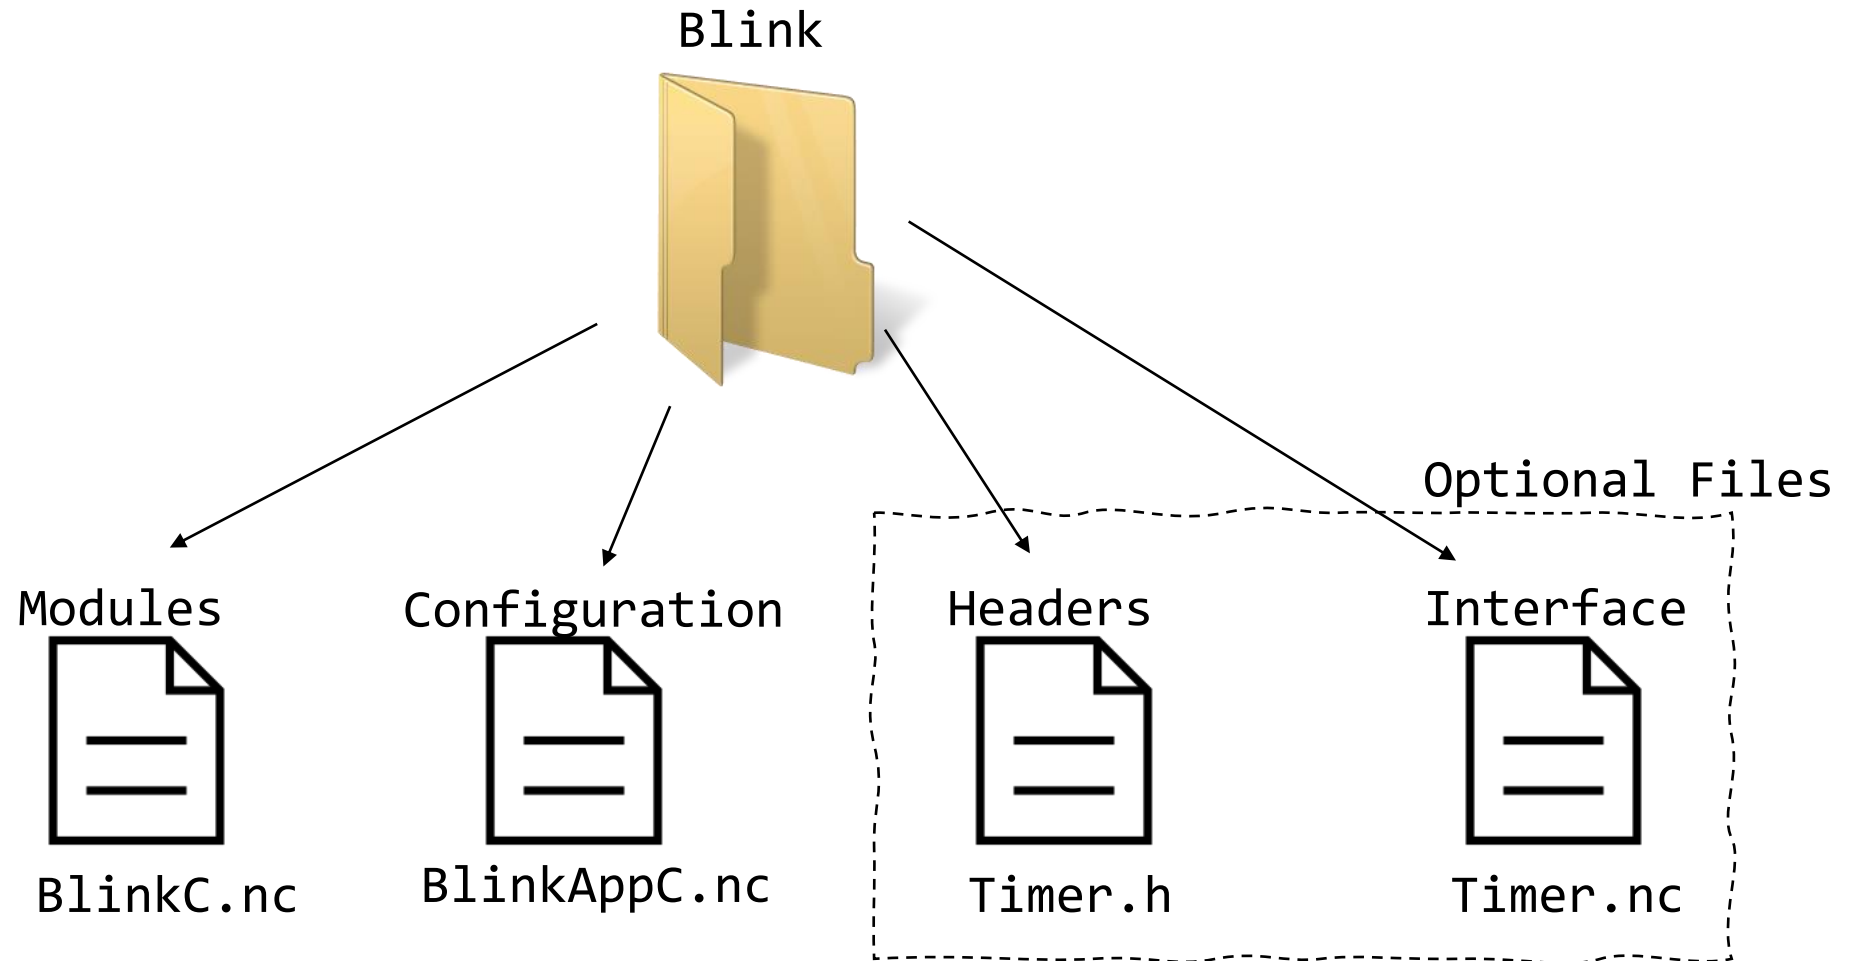 Blink
Optional Files
Modules
Configuration
Headers
Interface
BlinkC.nc
BlinkAppC.nc
Timer.h
Timer.nc